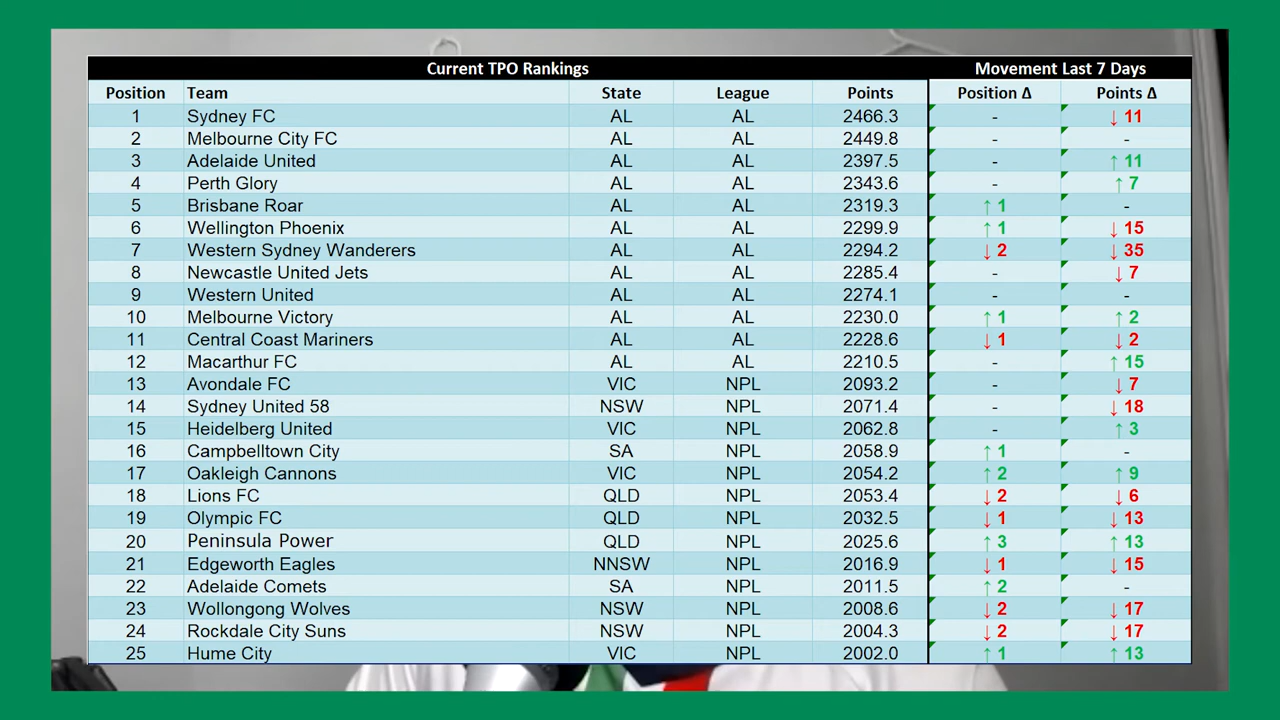 Current TPO Rankings Movement Last 7 Days
Position Team State League Points Position Δ Points Δ
1 Sydney FC AL AL 2466.3 - ↓ 11
2 Melbourne City FC AL AL 2449.8 - -
3 Adelaide United AL AL 2397.5 - ↑ 11
4 Perth Glory AL AL 2343.6 - ↑ 7
5 Brisbane Roar AL AL 2319.3 ↑ 1 -
6 Wellington Phoenix AL AL 2299.9 ↑ 1 ↓ 15
7 Western Sydney Wanderers AL AL 2294.2 ↓ 2 ↓ 35
8 Newcastle United Jets AL AL 2285.4 - ↓ 7
9 Western United AL AL 2274.1 - -
10 Melbourne Victory AL AL 2230.0 ↑ 1 ↑ 2
11 Central Coast Mariners AL AL 2228.6 ↓ 1 ↓ 2
12 Macarthur FC AL AL 2210.5 - ↑ 15
13 Avondale FC VIC NPL 2093.2 - ↓ 7
14 Sydney United 58 NSW NPL 2071.4 - ↓ 18
15 Heidelberg United VIC NPL 2062.8 - ↑ 3
16 Campbelltown City SA NPL 2058.9 ↑ 1 -
17 Oakleigh Cannons VIC NPL 2054.2 ↑ 2 ↑ 9
18 Lions FC QLD NPL 2053.4 ↓ 2 ↓ 6
19 Olympic FC QLD NPL 2032.5 ↓ 1 ↓ 13
20 Peninsula Power QLD NPL 2025.6 ↑ 3 ↑ 13
21 Edgeworth Eagles NNSW NPL 2016.9 ↓ 1 ↓ 15
22 Adelaide Comets SA NPL 2011.5 ↑ 2 -
23 Wollongong Wolves NSW NPL 2008.6 ↓ 2 ↓ 17
24 Rockdale City Suns NSW NPL 2004.3 ↓ 2 ↓ 17
25 Hume City VIC NPL 2002.0 ↑ 1 ↑ 13